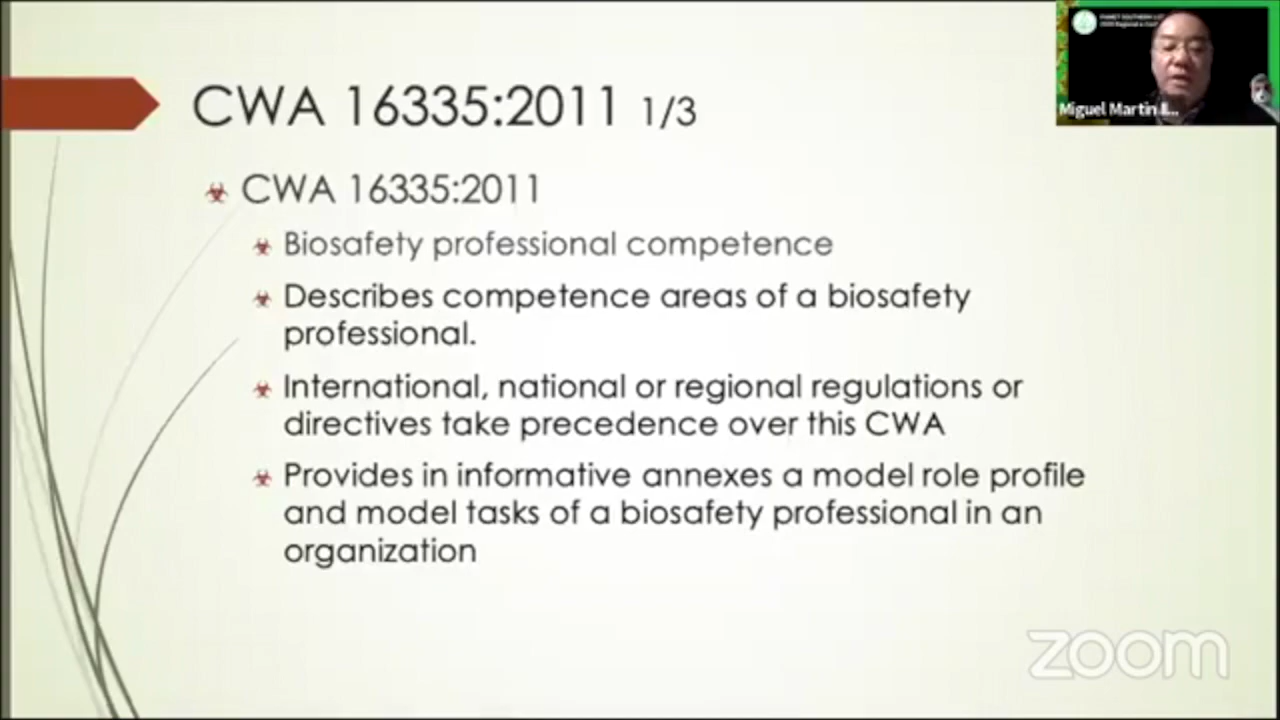 CWA 16335:2011 1/3
CWA 16335:2011
Biosafety professional competence
Describes competence areas of a biosafety
professional.
International, national or regional regulations or
directives take precedence over this CWA
Provides in informative annexes a model role profile
and model tasks of a biosafety professional in an
organization
Miguel Martin
zoom